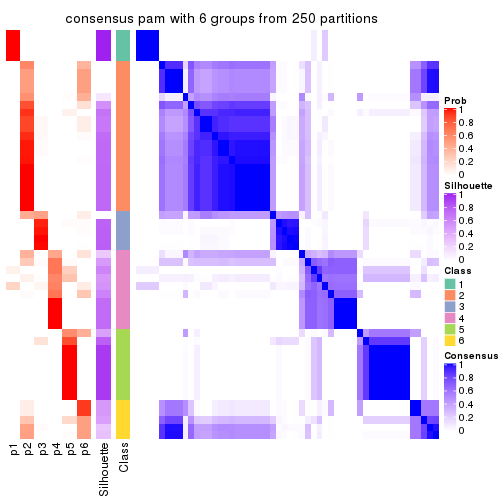 consensus pam with 6 groups from 250 partitions
Prob
1
0.8
0.6
0.4
0.2
0
Silhouette
1
0.8
0.6
0.4
0.2
0
Class
1
2
3
4
5
6
Consensus
1
0.8
0.6
0.4
0.2
0
p1
p2
p3
p4
p5
p6
Silhouette
Class